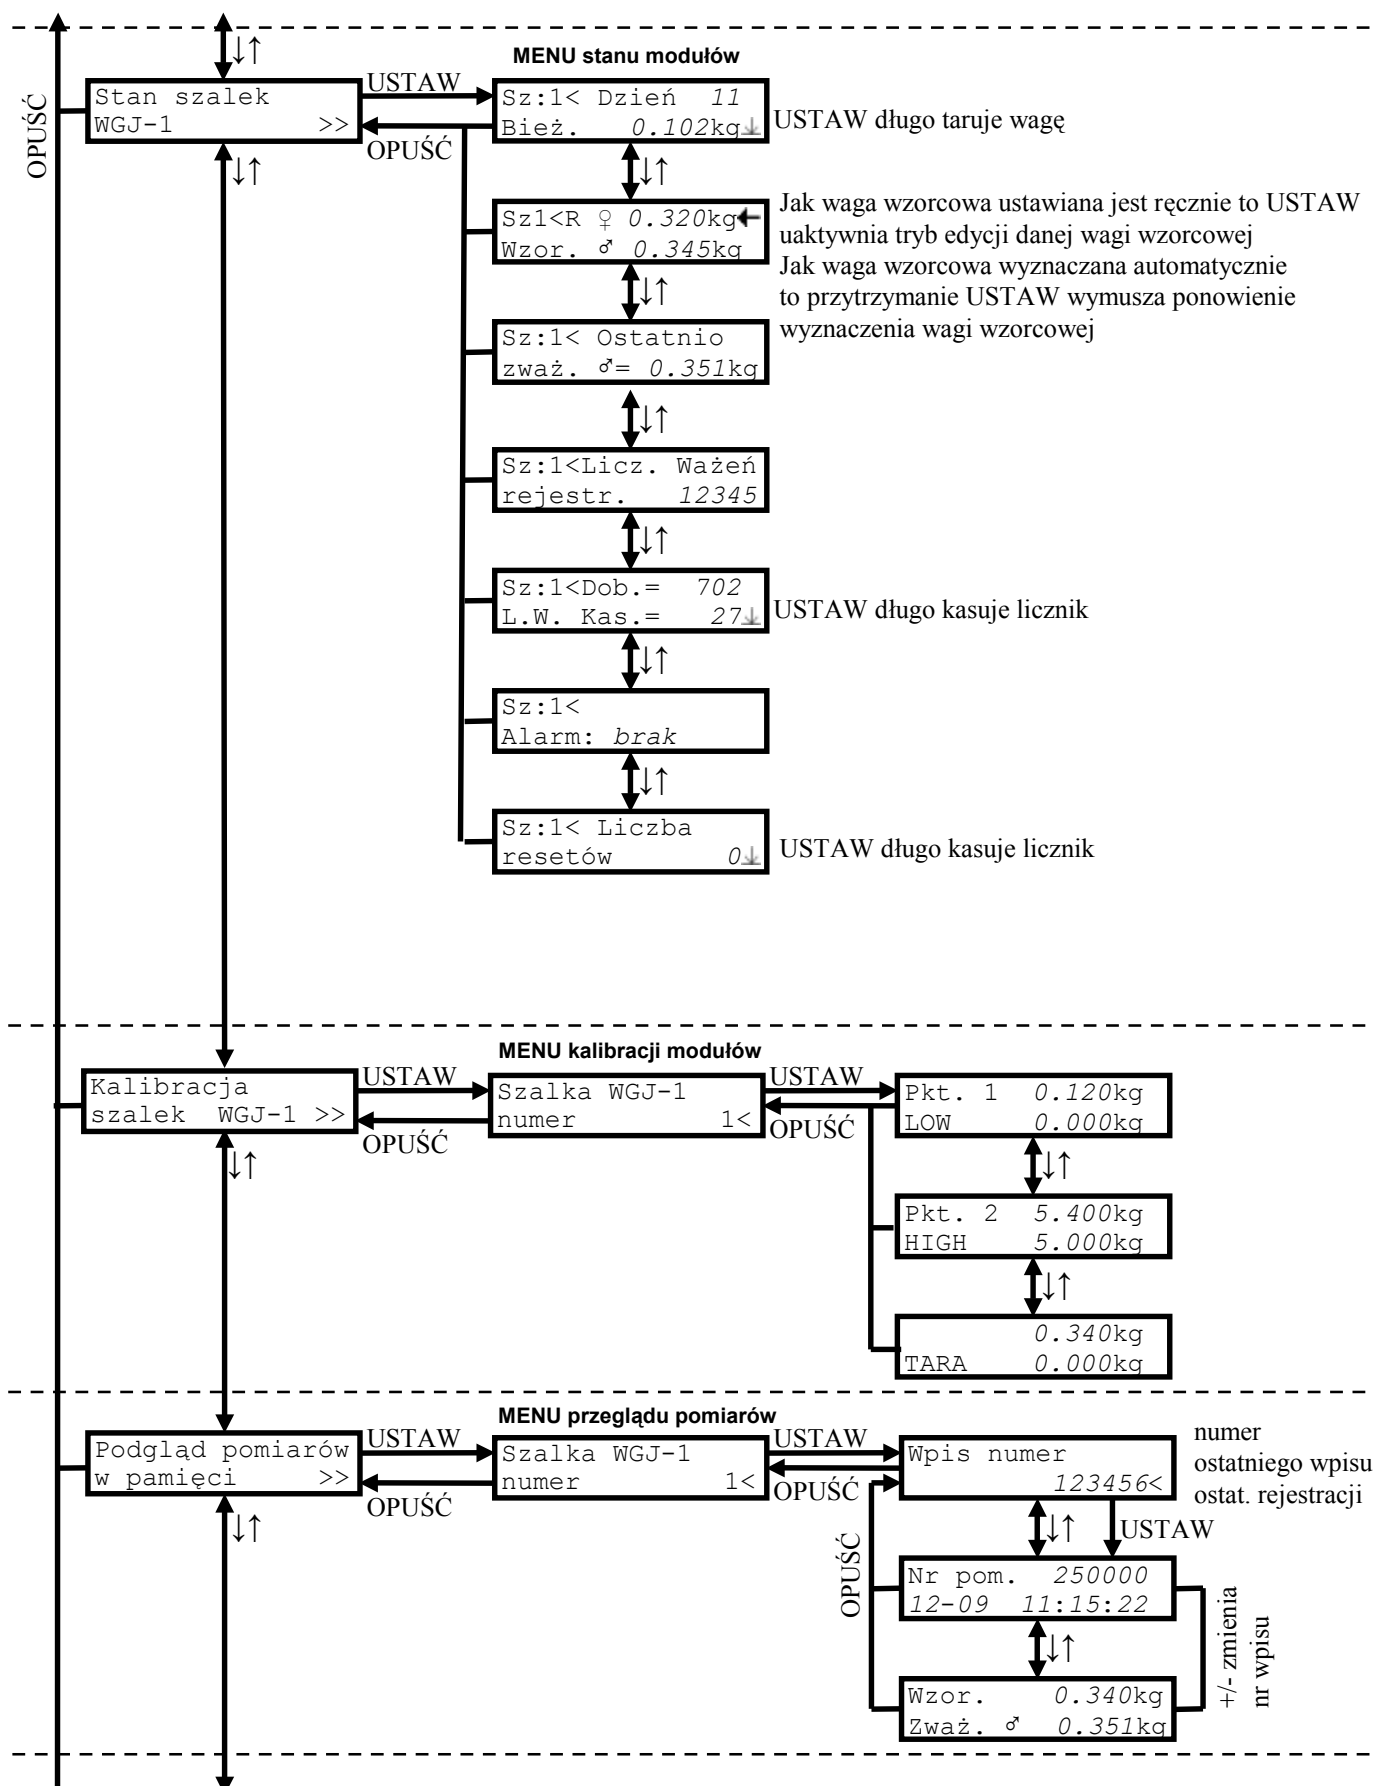 ↓↑
MENU stanu modułów
OPUŚĆ
Stan szalek
WGJ-1 >>
USTAW
OPUŚĆ
↓↑
Sz:1< Dzień 11
Bież. 0.102kg
USTAW długo taruje wagę
↓↑
Sz1<R ♀ 0.320kg
Wzor. ♂ 0.345kg
Jak waga wzorcowa ustawiana jest ręcznie to USTAW
uaktywnia tryb edycji danej wagi wzorcowej
Jak waga wzorcowa wyznaczana automatycznie
to przytrzymanie USTAW wymusza ponowienie
wyznaczenia wagi wzorcowej
↓↑
Sz:1< Ostatnio
zważ. ♂= 0.351kg
↓↑
Sz:1<Licz. Ważeń
rejestr. 12345
↓↑
Sz:1<Dob.= 702
L.W. Kas.= 27
USTAW długo kasuje licznik
↓↑
Sz:1<
Alarm: brak
↓↑
Sz:1< Liczba
resetów 0
USTAW długo kasuje licznik
MENU kalibracji modułów
Kalibracja
szalek WGJ-1 >>
USTAW
OPUŚĆ
↓↑
Szalka WGJ-1
numer 1<
USTAW
OPUŚĆ
Pkt. 1 0.120kg
LOW 0.000kg
↓↑
Pkt. 2 5.400kg
HIGH 5.000kg
↓↑
0.340kg
TARA 0.000kg
MENU przeglądu pomiarów
Podgląd pomiarów
w pamięci >>
USTAW
OPUŚĆ
↓↑
Szalka WGJ-1
numer 1<
USTAW
OPUŚĆ
Wpis numer
123456<
numer
ostatniego wpisu
ostat. rejestracji
↓↑
USTAW
OPUŚĆ
Nr pom. 250000
12-09 11:15:22
↓↑
+/- zmienia
nr wpisu
Wzor. 0.340kg
Zważ. ♂ 0.351kg